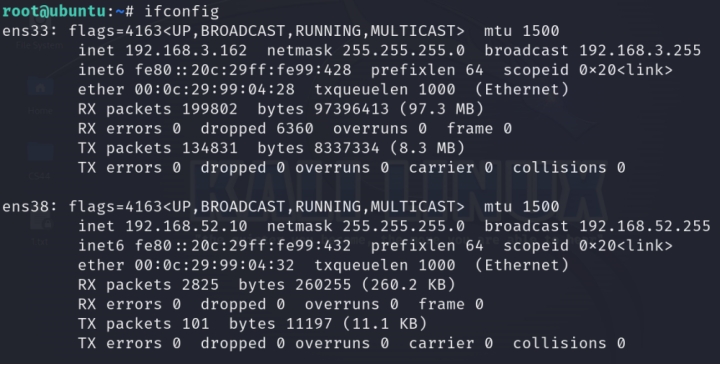 root@ubuntu:~# ifconfig
ens33: flags=4163<UP,BROADCAST,RUNNING,MULTICAST>  mtu 1500
        inet 192.168.3.162  netmask 255.255.255.0  broadcast 192.168.3.255
        inet6 fe80::20c:29ff:fe99:428  prefixlen 64  scopeid 0×20<link>
        ether 00:0c:29:99:04:28  txqueuelen 1000  (Ethernet)
        RX packets 199802  bytes 97396413 (97.3 MB)
        RX errors 0  dropped 6360  overruns 0  frame 0
        TX packets 134831  bytes 8337334 (8.3 MB)
        TX errors 0  dropped 0 overruns 0  carrier 0  collisions 0

ens38: flags=4163<UP,BROADCAST,RUNNING,MULTICAST>  mtu 1500
        inet 192.168.52.10  netmask 255.255.255.0  broadcast 192.168.52.255
        inet6 fe80::20c:29ff:fe99:432  prefixlen 64  scopeid 0×20<link>
        ether 00:0c:29:99:04:32  txqueuelen 1000  (Ethernet)
        RX packets 2825  bytes 260255 (260.2 KB)
        RX errors 0  dropped 0  overruns 0  frame 0
        TX packets 101  bytes 11197 (11.1 KB)
        TX errors 0  dropped 0 overruns 0  carrier 0  collisions 0
KALI LINUX